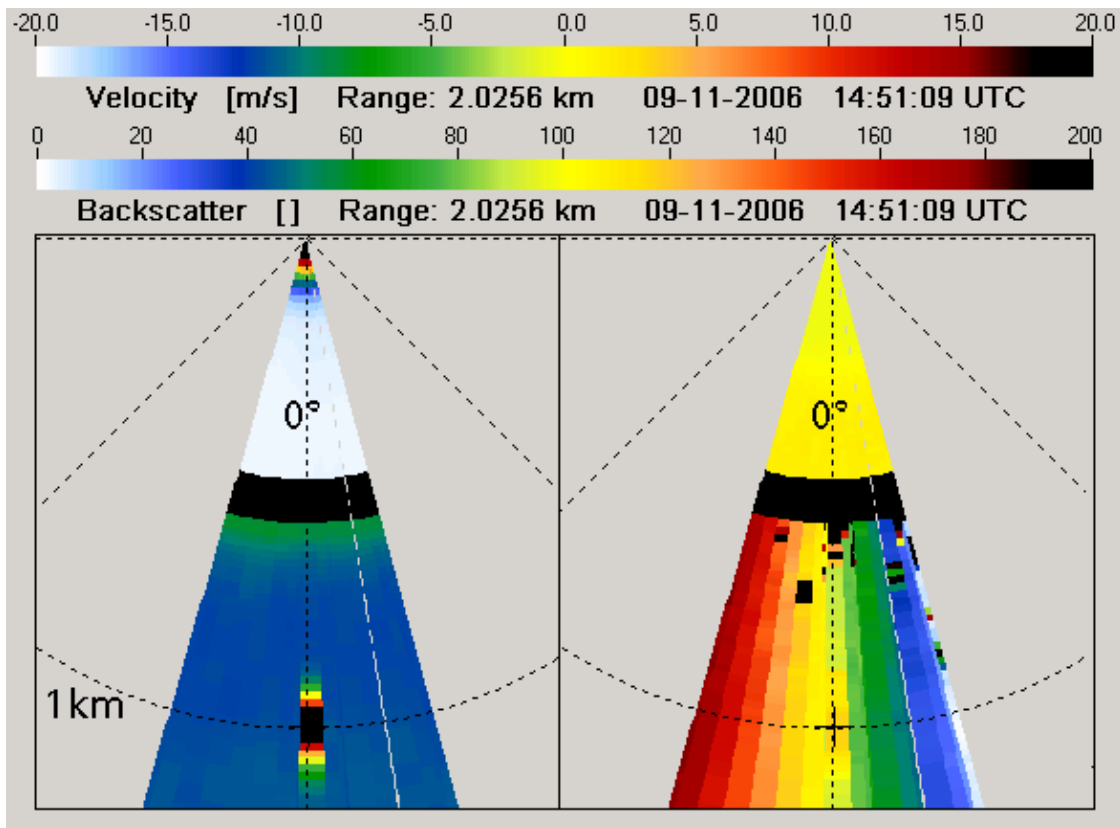 -20.0 -15.0 -10.0 -5.0 0.0 5.0 10.0 15.0 20.0
Velocity [m/s] Range: 2.0256 km 09-11-2006 14:51:09 UTC
0 20 40 60 80 100 120 140 160 180 200
Backscatter [] Range: 2.0256 km 09-11-2006 14:51:09 UTC
0° 0°
1km